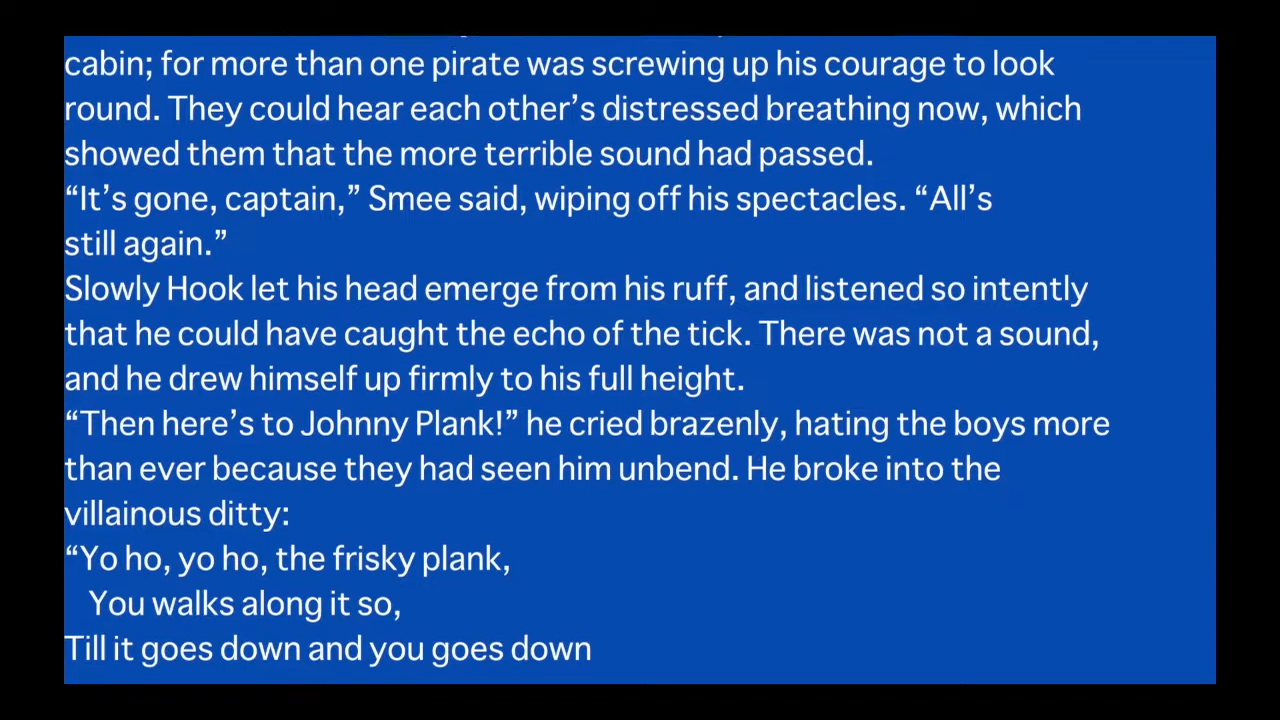 cabin; for more than one pirate was screwing up his courage to look
round. They could hear each other’s distressed breathing now, which
showed them that the more terrible sound had passed.
“It’s gone, captain,” Smee said, wiping off his spectacles. “All’s
still again.”
Slowly Hook let his head emerge from his ruff, and listened so intently
that he could have caught the echo of the tick. There was not a sound,
and he drew himself up firmly to his full height.
“Then here’s to Johnny Plank!” he cried brazenly, hating the boys more
than ever because they had seen him unbend. He broke into the
villainous ditty:
“Yo ho, yo ho, the frisky plank,
You walks along it so,
Till it goes down and you goes down